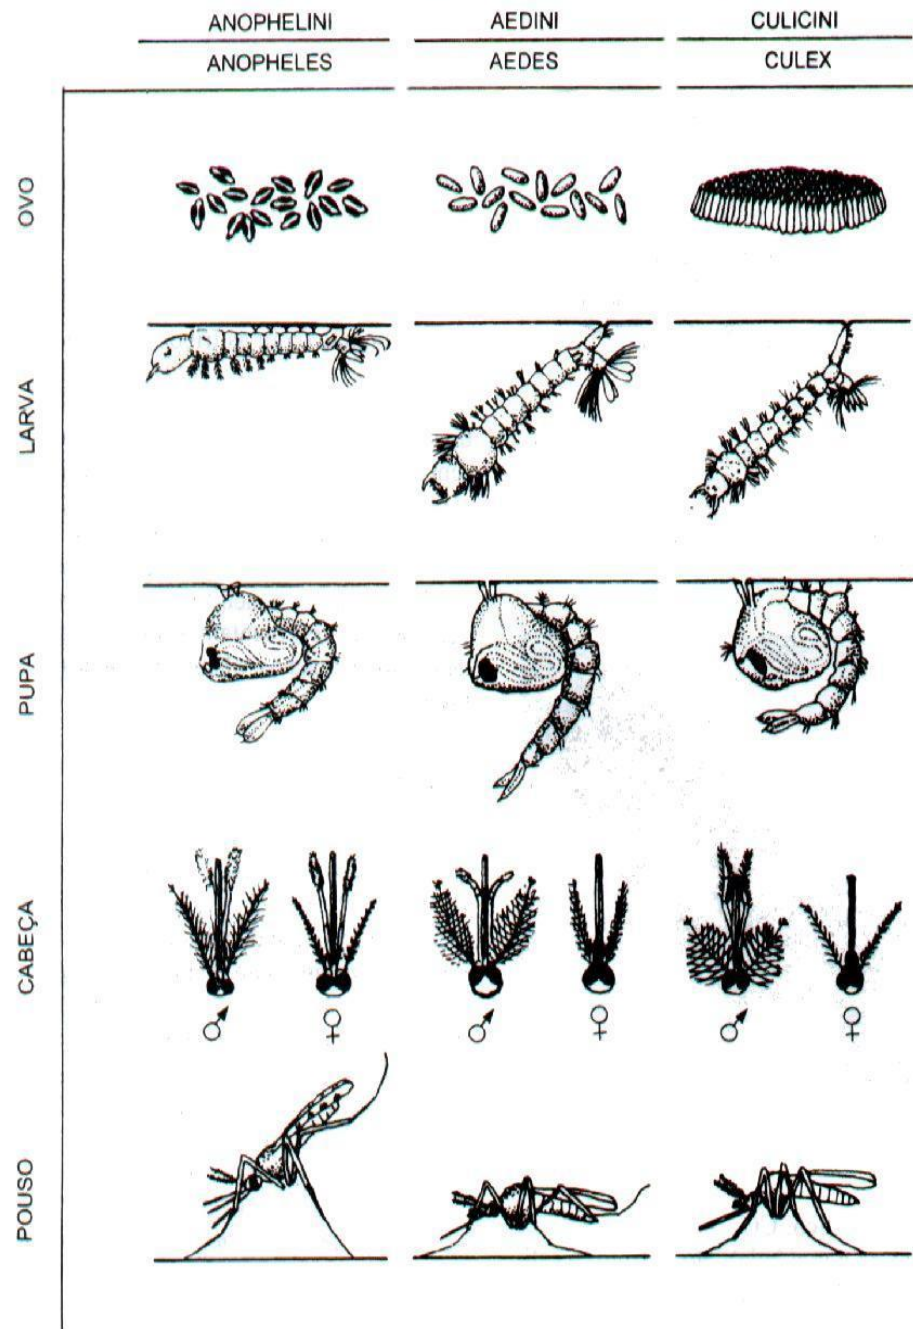 ANOPHELINI AEDINI CULICINI
ANOPHELES AEDES CULEX
OVO
LARVA
PUPA
CABEÇA
♂ ♀ ♂ ♀ ♂ ♀
POUSO